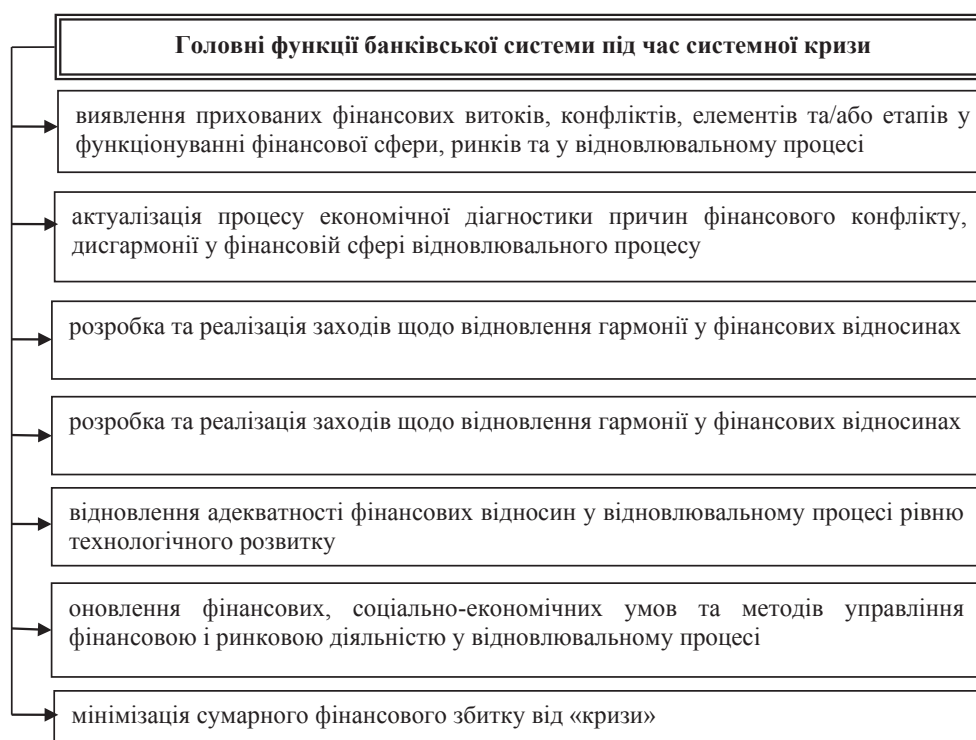 Головні функції банківської системи під час системної кризи
виявлення прихованих фінансових витоків, конфліктів, елементів та/або етапів у
функціонуванні фінансової сфери, ринків та у відновлювальному процесі
актуалізація процесу економічної діагностики причин фінансового конфлікту,
дисгармонії у фінансовій сфері відновлювального процесу
розробка та реалізація заходів щодо відновлення гармонії у фінансових відносинах
розробка та реалізація заходів щодо відновлення гармонії у фінансових відносинах
відновлення адекватності фінансових відносин у відновлювальному процесі рівню
технологічного розвитку
оновлення фінансових, соціально-економічних умов та методів управління
фінансовою і ринковою діяльністю у відновлювальному процесі
мінімізація сумарного фінансового збитку від «кризи»